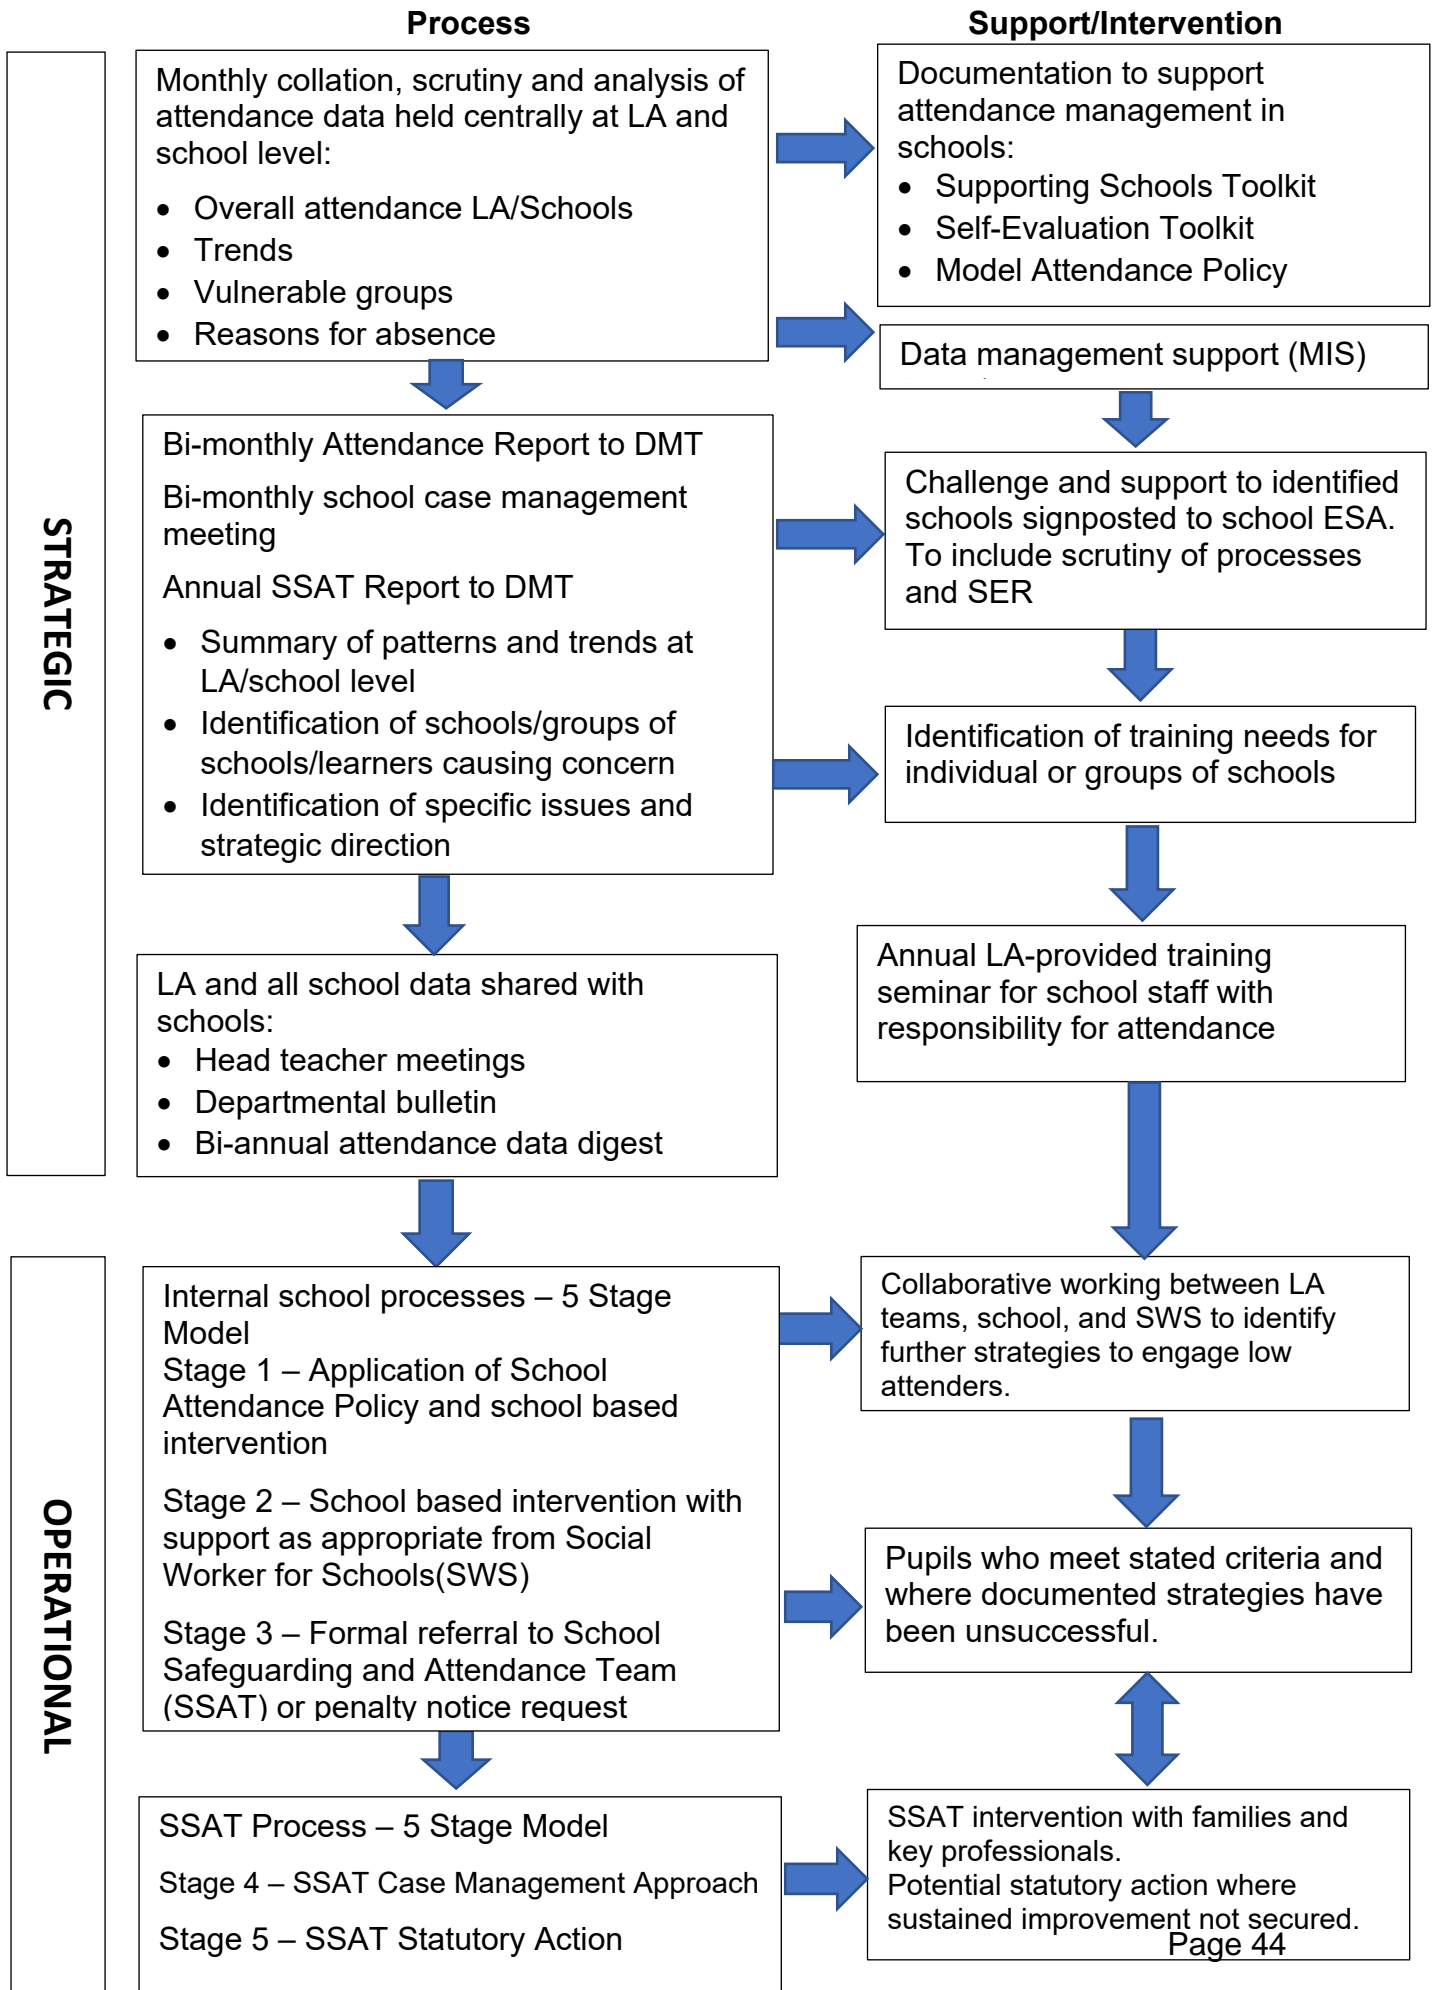 Process
Support/Intervention
STRATEGIC
Monthly collation, scrutiny and analysis of
attendance data held centrally at LA and
school level:
• Overall attendance LA/Schools
• Trends
• Vulnerable groups
• Reasons for absence
Documentation to support
attendance management in
schools:
• Supporting Schools Toolkit
• Self-Evaluation Toolkit
• Model Attendance Policy
Data management support (MIS)
Bi-monthly Attendance Report to DMT
Bi-monthly school case management
meeting
Annual SSAT Report to DMT
• Summary of patterns and trends at
LA/school level
• Identification of schools/groups of
schools/learners causing concern
• Identification of specific issues and
strategic direction
Challenge and support to identified
schools signposted to school ESA.
To include scrutiny of processes
and SER
Identification of training needs for
individual or groups of schools
LA and all school data shared with
schools:
• Head teacher meetings
• Departmental bulletin
• Bi-annual attendance data digest
Annual LA-provided training
seminar for school staff with
responsibility for attendance
OPERATIONAL
Internal school processes – 5 Stage
Model
Stage 1 – Application of School
Attendance Policy and school based
intervention
Stage 2 – School based intervention with
support as appropriate from Social
Worker for Schools(SWS)
Stage 3 – Formal referral to School
Safeguarding and Attendance Team
(SSAT) or penalty notice request
Collaborative working between LA
teams, school, and SWS to identify
further strategies to engage low
attenders.
Pupils who meet stated criteria and
where documented strategies have
been unsuccessful.
SSAT Process – 5 Stage Model
Stage 4 – SSAT Case Management Approach
Stage 5 – SSAT Statutory Action
SSAT intervention with families and
key professionals.
Potential statutory action where
sustained improvement not secured.
Page 44